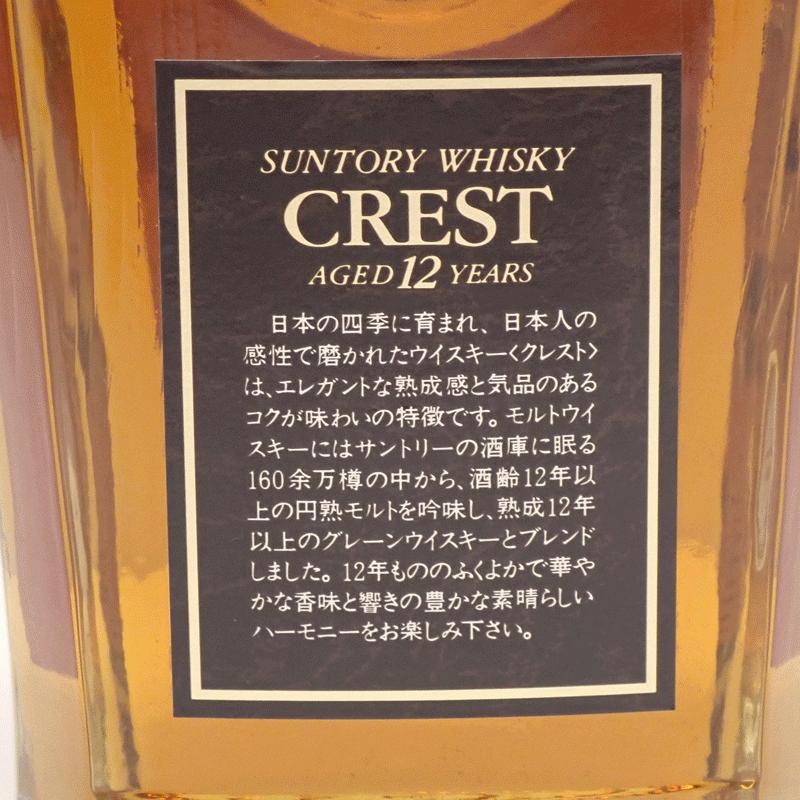 SUNTORY WHISKY
CREST
AGED 12 YEARS
日本の四季に育まれ、日本人の
感性で磨かれたウイスキー〈クレスト〉
は、エレガントな熟成感と気品のある
コクが味わいの特徴です。モルトウイ
スキーにはサントリーの酒庫に眠る
160余万樽の中から、酒齢12年以
上の円熟モルトを吟味し、熟成12年
以上のグレーンウイスキーとブレンド
しました。12年もののふくよかで華や
かな香味と響きの豊かな素晴らしい
ハーモニーをお楽しみ下さい。